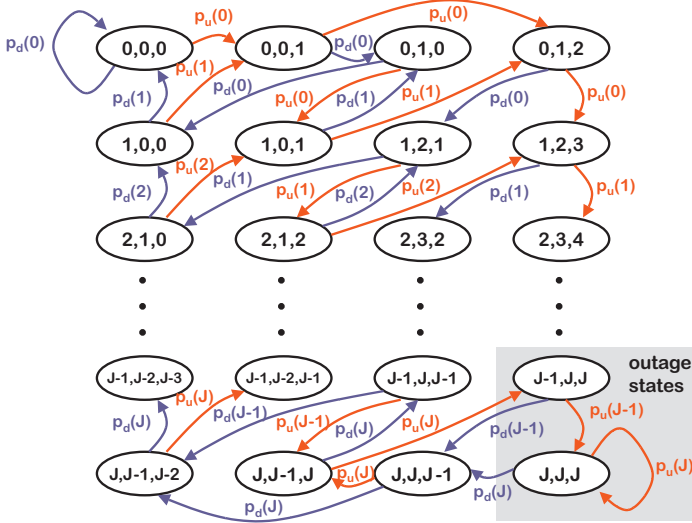 p_u(0)
p_d(0)
0,0,0
p_u(0)
0,0,1
p_d(0)
0,1,0
0,1,2
p_u(1)
p_d(0)
p_d(1)
p_u(0)
p_d(1)
p_u(1)
p_d(0)
p_u(0)
1,0,0
1,0,1
1,2,1
1,2,3
p_u(2)
p_d(1)
p_d(2)
p_u(1)
p_d(2)
p_u(2)
p_d(1)
p_u(1)
2,1,0
2,1,2
2,3,2
2,3,4
outage
states
J-1,J-2,J-3
J-1,J-2,J-1
J-1,J,J-1
J-1,J,J
p_u(J)
p_d(J-1)
p_d(J)
p_u(J-1)
p_d(J)
p_u(J)
p_d(J-1)
p_u(J-1)
J,J-1,J-2
J,J-1,J
p_u(J)
J,J,J-1
p_d(J)
J,J,J
p_u(J)
p_d(J)